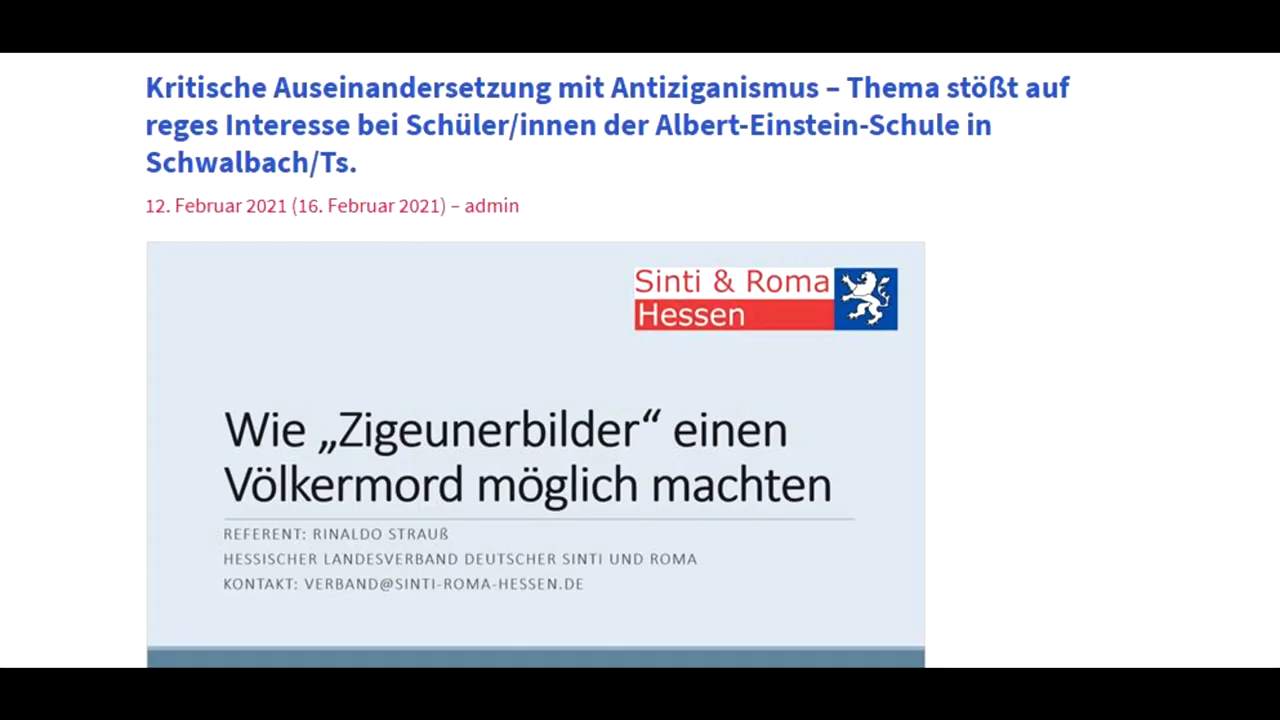 Kritische Auseinandersetzung mit Antiziganismus – Thema stößt auf
reges Interesse bei Schüler/innen der Albert-Einstein-Schule in
Schwalbach/Ts.
12. Februar 2021 (16. Februar 2021) – admin
Sinti & Roma
Hessen
Wie „Zigeunerbilder“ einen
Völkermord möglich machten
REFERENT: RINALDO STRAUß
HESSISCHER LANDESVERBAND DEUTSCHER SINTI UND ROMA
KONTAKT: VERBAND@SINTI-ROMA-HESSEN.DE